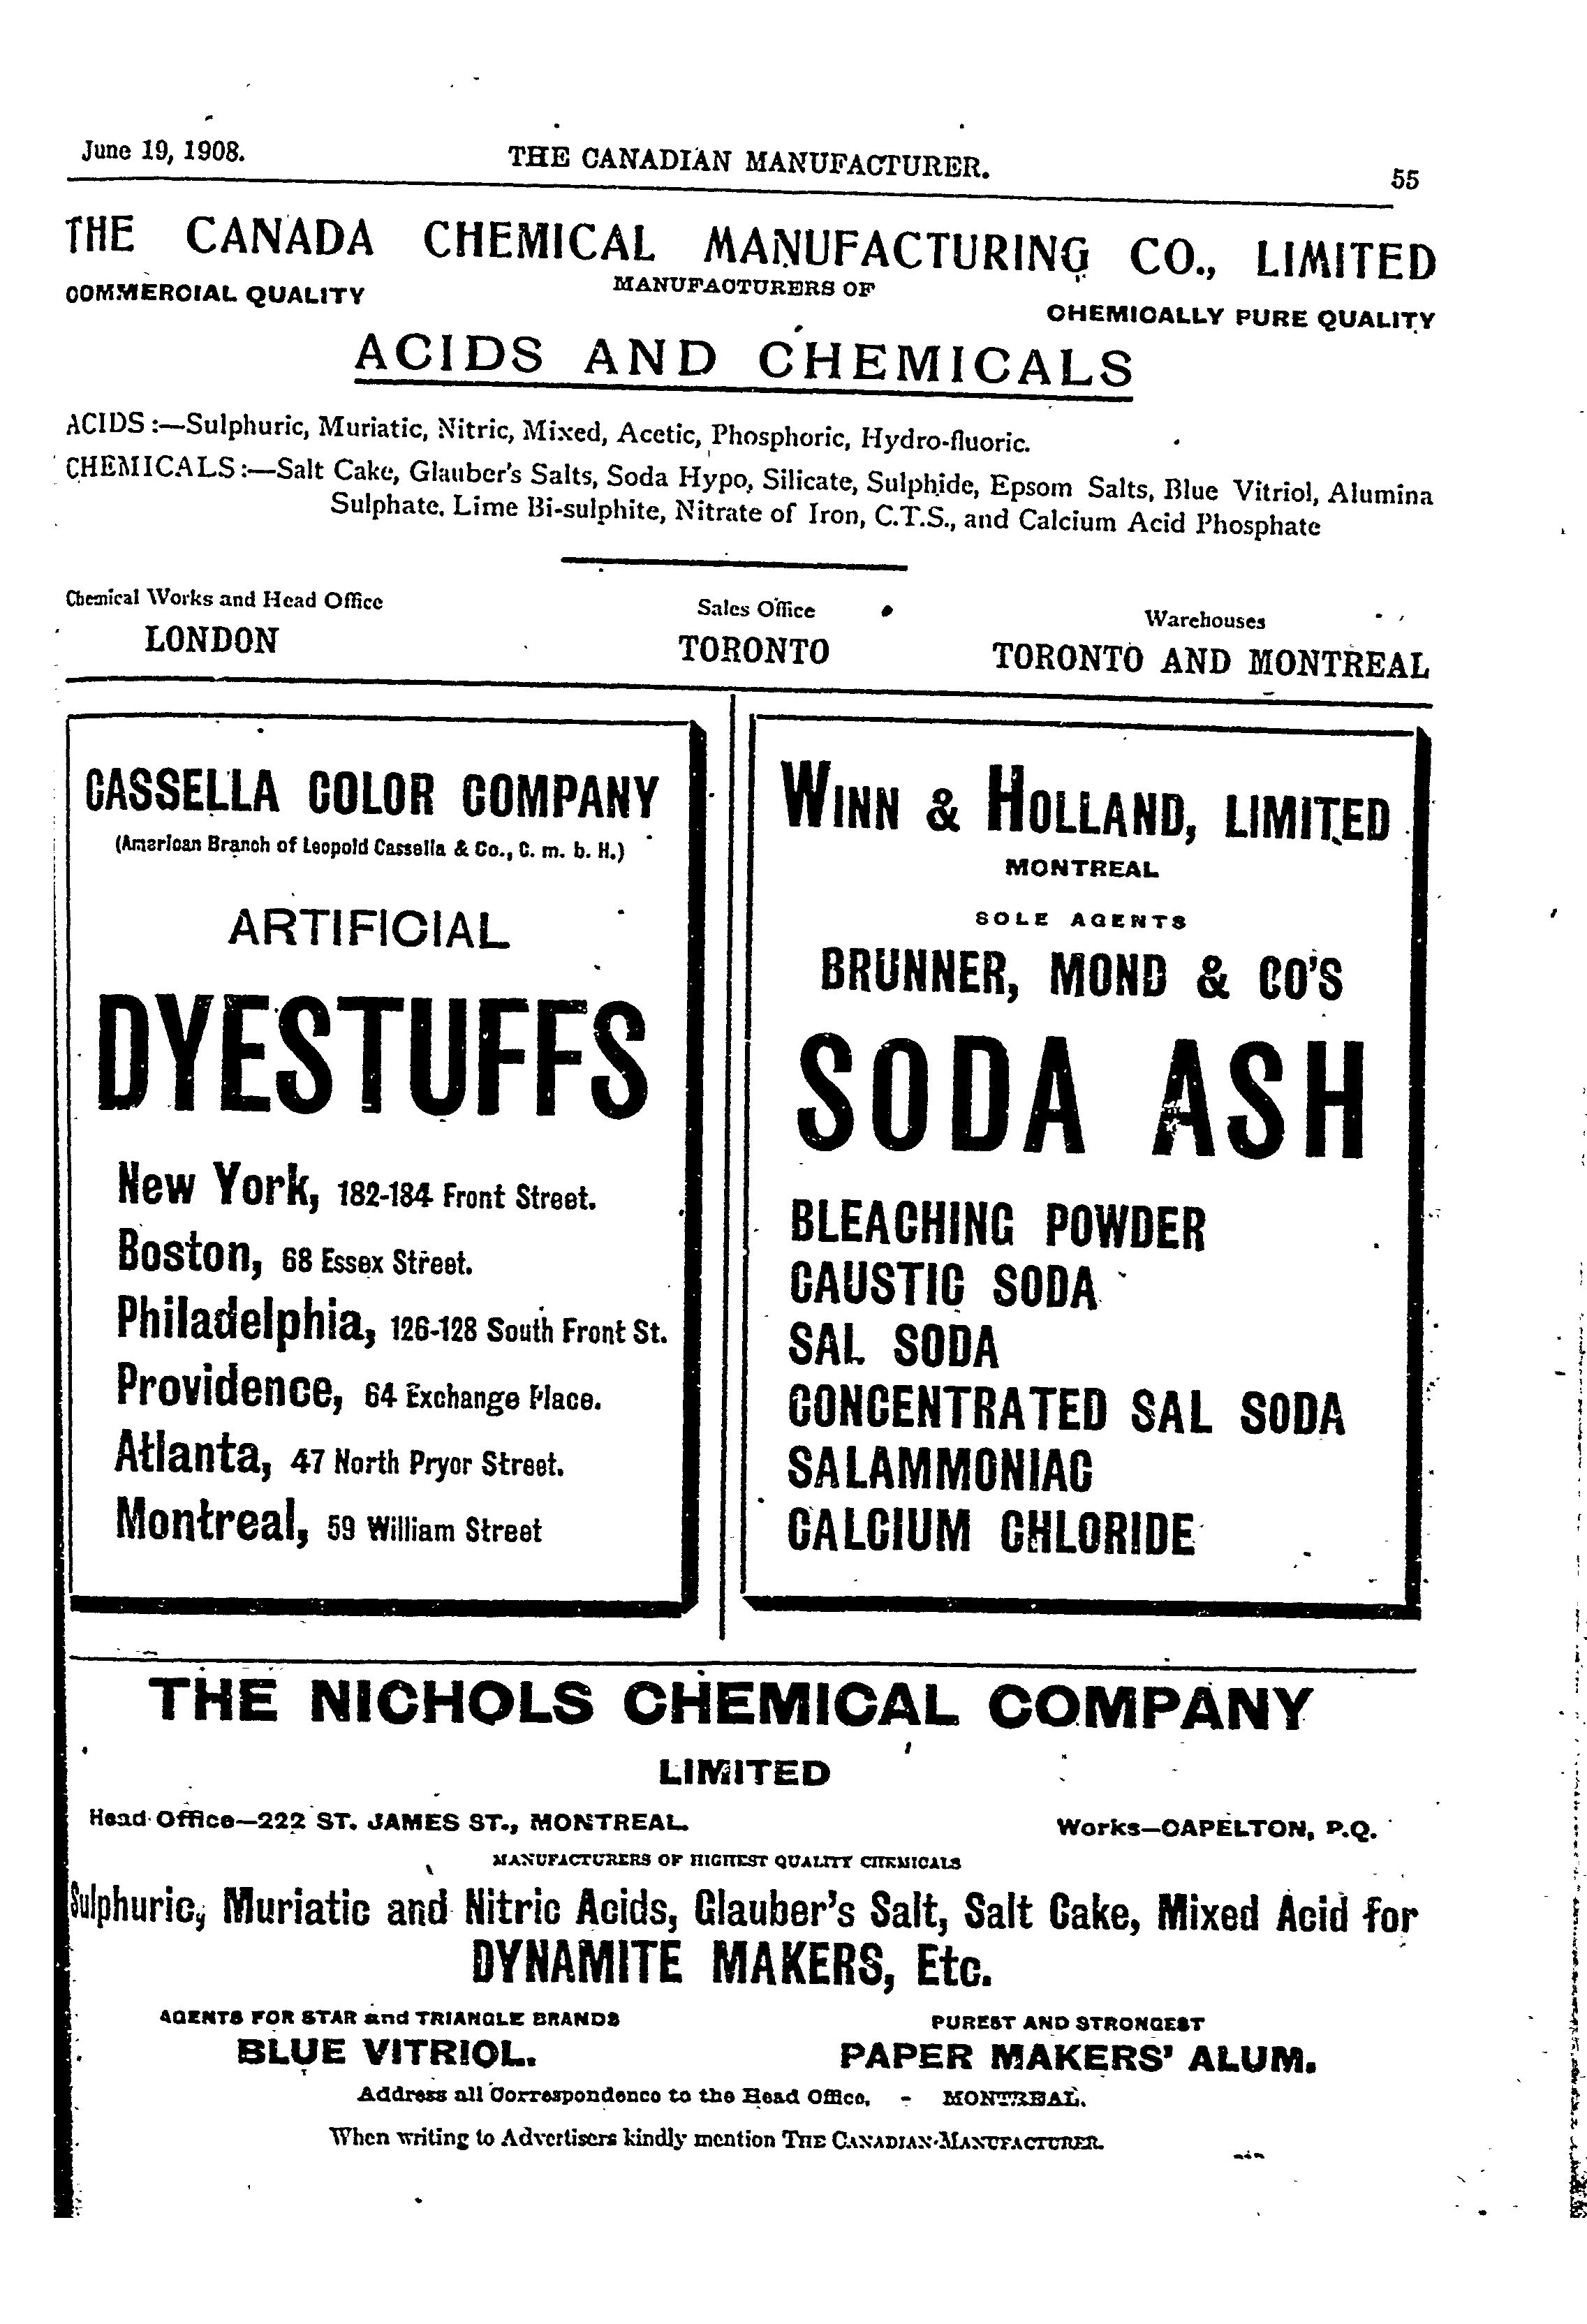 June 19, 1908.
THE CANADIAN MANUFACTURER.
55
THE CANADA CHEMICAL MANUFACTURING CO., LIMITED
COMMERCIAL QUALITY
MANUFACTURERS OF
CHEMICALLY PURE QUALITY
ACIDS AND CHEMICALS
ACIDS :—Sulphuric, Muriatic, Nitric, Mixed, Acetic, Phosphoric, Hydro-fluoric.
CHEMICALS :—Salt Cake, Glauber's Salts, Soda Hypo, Silicate, Sulphide, Epsom Salts, Blue Vitriol, Alumina
Sulphate, Lime Bi-sulphite, Nitrate of Iron, C.T.S., and Calcium Acid Phosphate
Chemical Works and Head Office
LONDON
Sales Office
TORONTO
Warehouses
TORONTO AND MONTREAL
CASSELLA COLOR COMPANY
(American Branch of Leopold Cassella & Co., C. m. b. H.)
ARTIFICIAL
DYESTUFFS
New York, 182-184 Front Street.
Boston, 68 Essex Street.
Philadelphia, 126-128 South Front St.
Providence, 64 Exchange Place.
Atlanta, 47 North Pryor Street.
Montreal, 59 William Street
WINN & HOLLAND, LIMITED
MONTREAL
SOLE AGENTS
BRUNNER, MOND & CO'S
SODA ASH
BLEACHING POWDER
CAUSTIC SODA
SAL SODA
CONCENTRATED SAL SODA
SALAMMONIAC
CALCIUM CHLORIDE
THE NICHOLS CHEMICAL COMPANY
LIMITED
Head Office—222 ST. JAMES ST., MONTREAL.
Works—CAPELTON, P.Q.
MANUFACTURERS OF HIGHEST QUALITY CHEMICALS
Sulphuric, Muriatic and Nitric Acids, Glauber's Salt, Salt Cake, Mixed Acid for
DYNAMITE MAKERS, Etc.
AGENTS FOR STAR and TRIANGLE BRANDS
BLUE VITRIOL.
PUREST AND STRONGEST
PAPER MAKERS' ALUM.
Address all Correspondence to the Head Office, - MONTREAL.
When writing to Advertisers kindly mention THE CANADIAN MANUFACTURER.